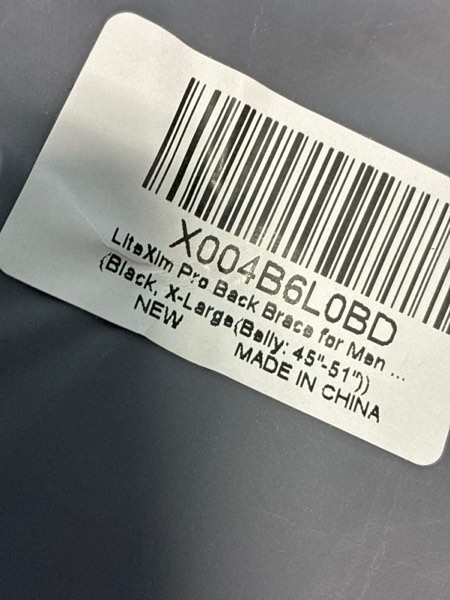 X004B6L0BD
LiteXim Pro Back Brace for Men ...
(Black, X-Large(Belly: 45"-51"))
NEW
MADE IN CHINA